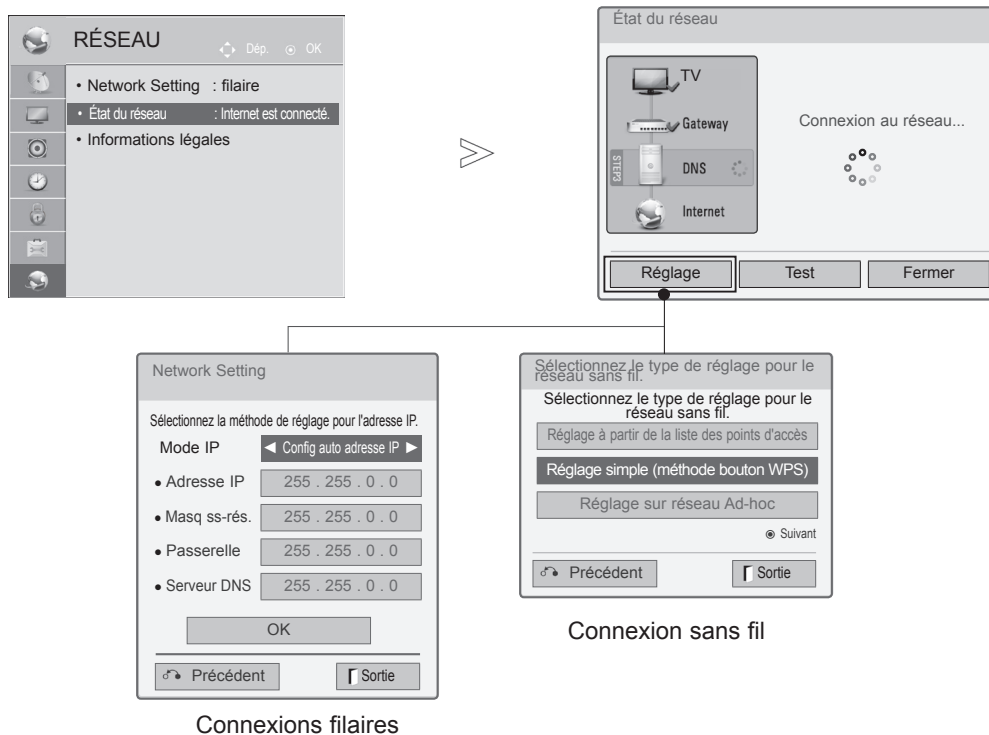 RÉSEAU
Dép. OK
• Network Setting : filaire
• État du réseau : Internet est connecté.
• Informations légales
État du réseau
TV
Gateway
STEP3
DNS
Internet
Connexion au réseau...
Réglage Test Fermer
Network Setting
Sélectionnez la méthode de réglage pour l'adresse IP.
Mode IP ◀ Config auto adresse IP ▶
• Adresse IP 255 . 255 . 0 . 0
• Masq ss-rés. 255 . 255 . 0 . 0
• Passerelle 255 . 255 . 0 . 0
• Serveur DNS 255 . 255 . 0 . 0
OK
Précédent Sortie
Connexions filaires
Sélectionnez le type de réglage pour le
réseau sans fil.
Sélectionnez le type de réglage pour le
réseau sans fil.
Réglage à partir de la liste des points d'accès
Réglage simple (méthode bouton WPS)
Réglage sur réseau Ad-hoc
Suivant
Précédent Sortie
Connexion sans fil